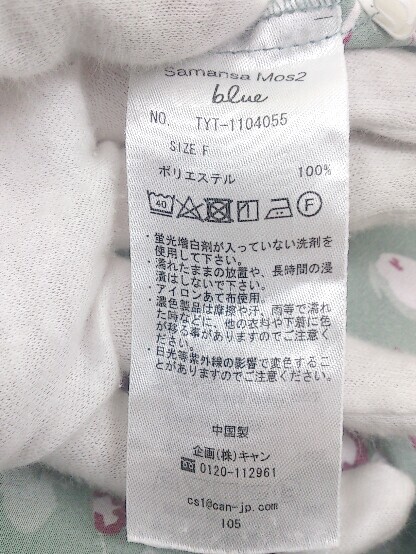 Samansa Mos2
blue
NO. TYT-1104055
SIZE F
ポリエステル 100%
40 F
・蛍光増白剤が入っていない洗剤を
使用して下さい。
・濡れたままの放置や、長時間の浸
漬はしないで下さい。
・アイロンあて布使用。
・濃色製品は摩擦や汗、雨等で濡れ
た時などに、他の衣料や下着に色
が移る事がありますのでご注意くだ
さい。
・日光等紫外線の影響で変色するこ
とがありますのでご注意ください。
中国製
企画(株)キャン
0120-112961
cs1@can-jp.com
105